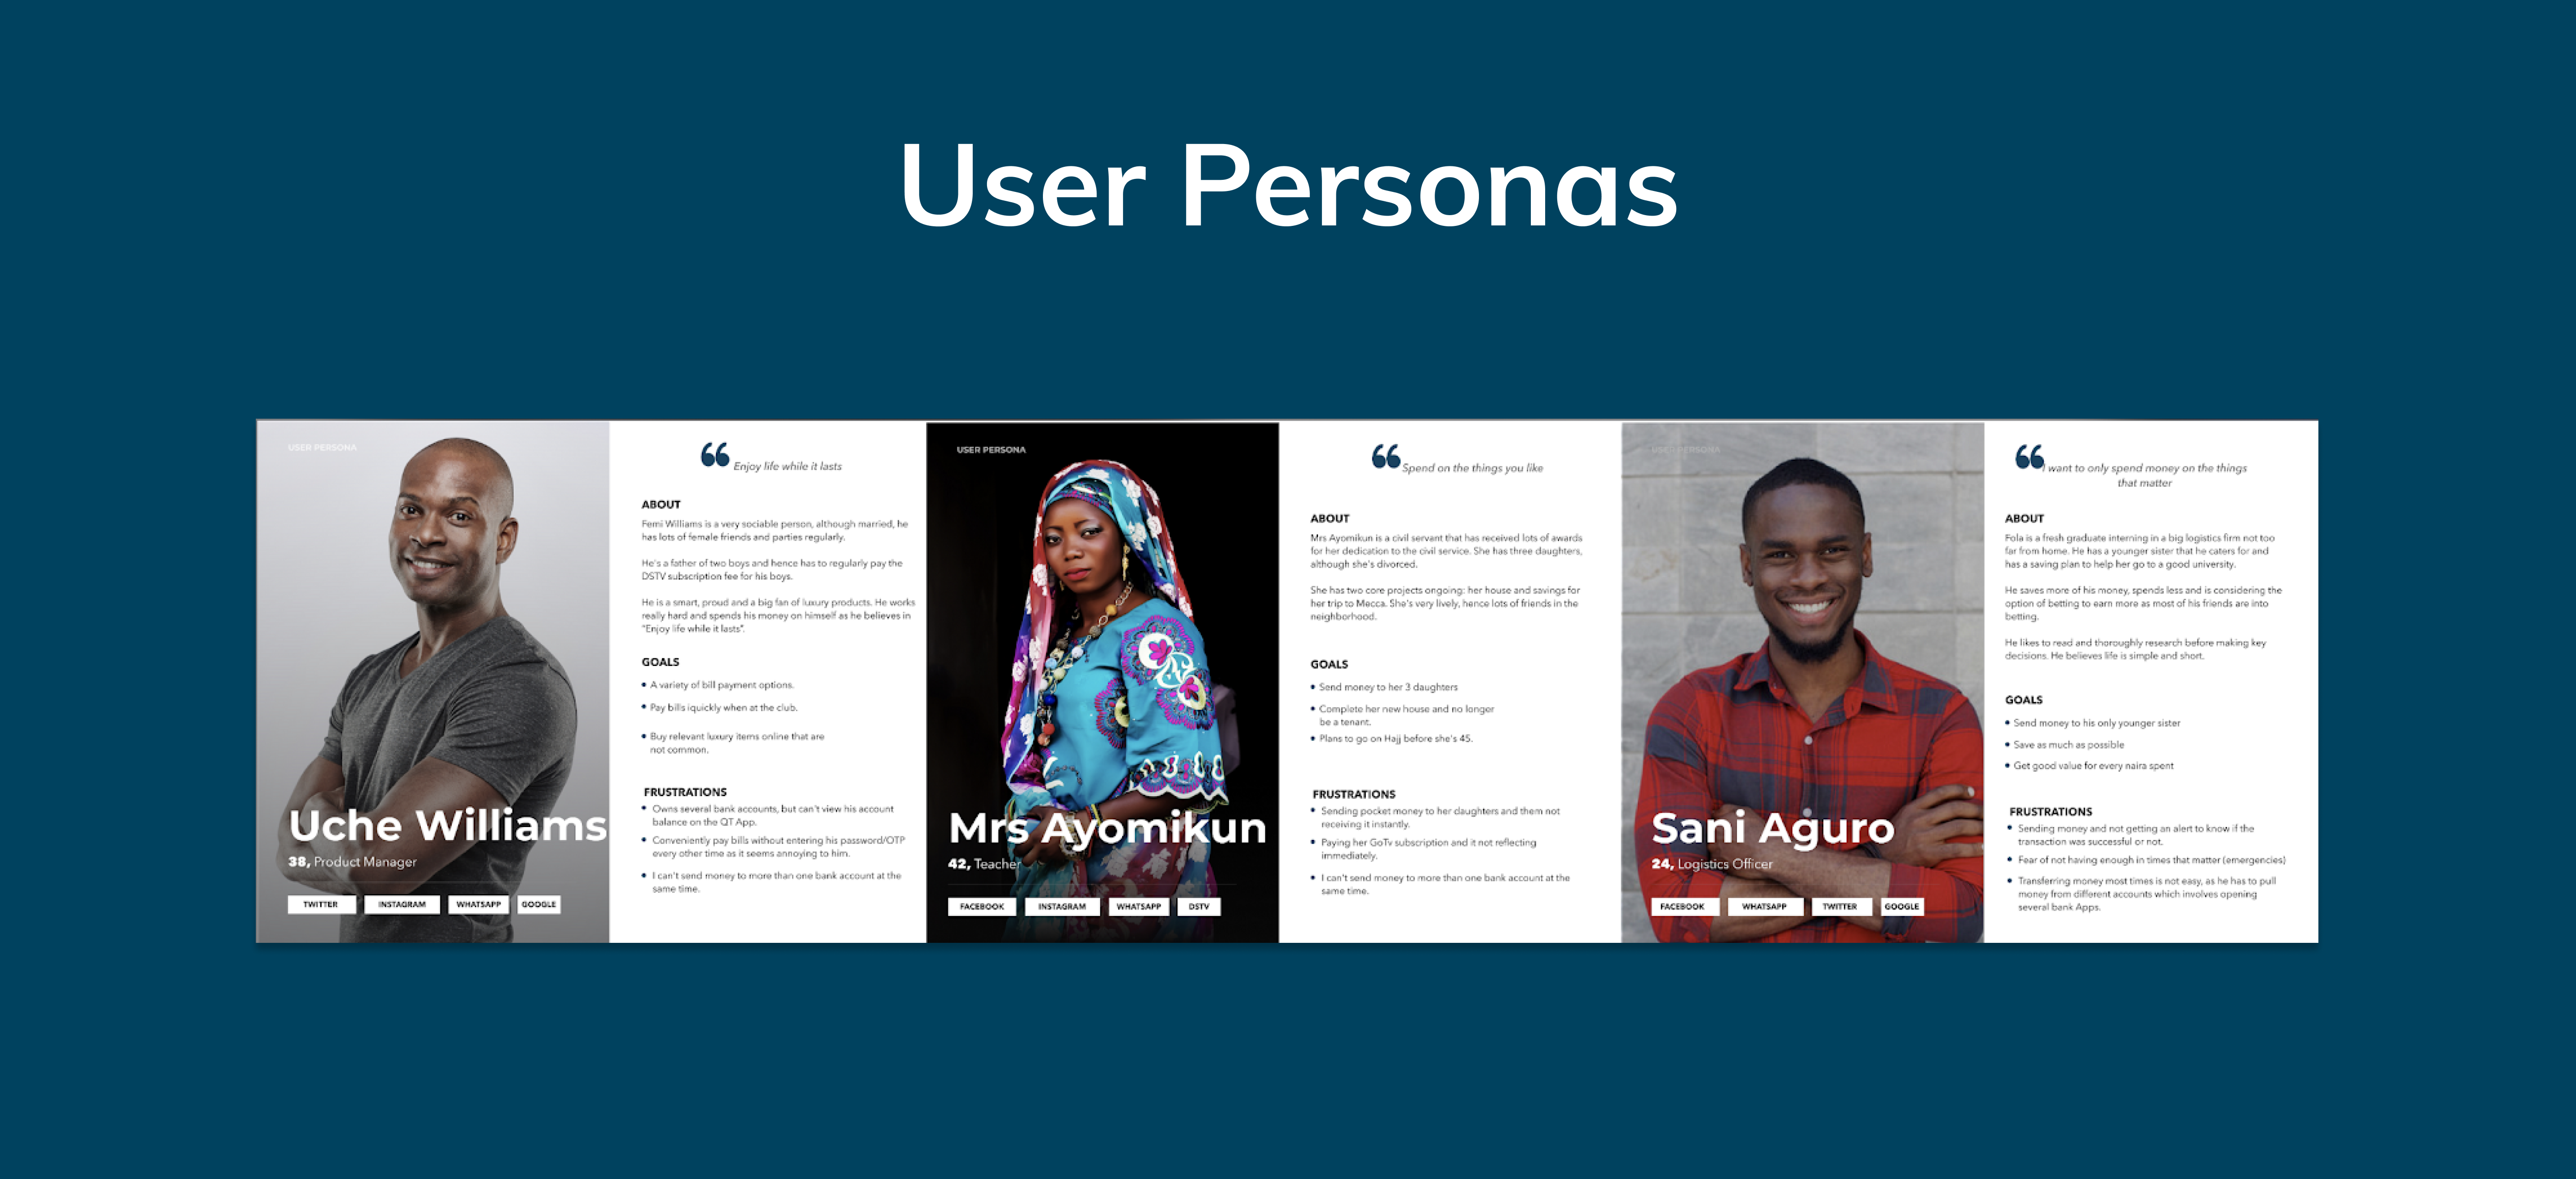 User Personas
USER PERSONA
Uche Williams
38, Product Manager
TWITTER INSTAGRAM WHATSAPP GOOGLE
“ Enjoy life while it lasts
ABOUT
Femi Williams is a very sociable person, although married, he
has lots of female friends and parties regularly.
He's a father of two boys and hence has to regularly pay the
DSTV subscription fee for his boys.
He is a smart, proud and a big fan of luxury products. He works
really hard and spends his money on himself as he believes in
"Enjoy life while it lasts".
GOALS
• A variety of bill payment options.
• Pay bills iquickly when at the club.
• Buy relevant luxury items online that are
not common.
FRUSTRATIONS
• Owns several bank accounts, but can't view his account
balance on the QT App.
• Conveniently pay bills without entering his password/OTP
every other time as it seems annoying to him.
• I can't send money to more than one bank account at the
same time.
USER PERSONA
Mrs Ayomikun
42, Teacher
FACEBOOK INSTAGRAM WHATSAPP DSTV
“ Spend on the things you like
ABOUT
Mrs Ayomikun is a civil servant that has received lots of awards
for her dedication to the civil service. She has three daughters,
although she's divorced.
She has two core projects ongoing: her house and savings for
her trip to Mecca. She's very lively, hence lots of friends in the
neighborhood.
GOALS
• Send money to her 3 daughters
• Complete her new house and no longer
be a tenant.
• Plans to go on Hajj before she's 45.
FRUSTRATIONS
• Sending pocket money to her daughters and them not
receiving it instantly.
• Paying her GoTv subscription and it not reflecting
immediately.
• I can't send money to more than one bank account at the
same time.
USER PERSONA
Sani Aguro
24, Logistics Officer
FACEBOOK WHATSAPP TWITTER GOOGLE
“ I want to only spend money on the things
that matter
ABOUT
Fola is a fresh graduate interning in a big logistics firm not too
far from home. He has a younger sister that he caters for and
has a saving plan to help her go to a good university.
He saves more of his money, spends less and is considering the
option of betting to earn more as most of his friends are into
betting.
He likes to read and thoroughly research before making key
decisions. He believes life is simple and short.
GOALS
• Send money to his only younger sister
• Save as much as possible
• Get good value for every naira spent
FRUSTRATIONS
• Sending money and not getting an alert to know if the
transaction was successful or not.
• Fear of not having enough in times that matter (emergencies)
• Transferring money most times is not easy, as he has to pull
money from different accounts which involves opening
several bank Apps.